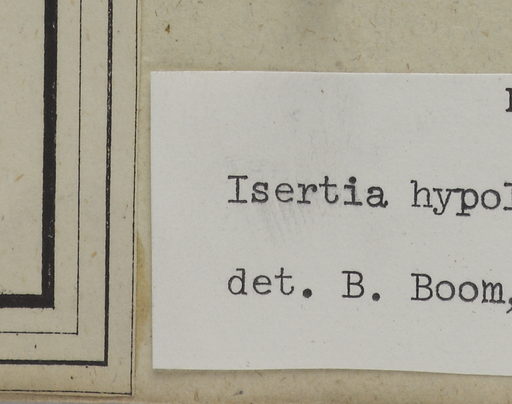 Isertia hypol
det. B. Boom,